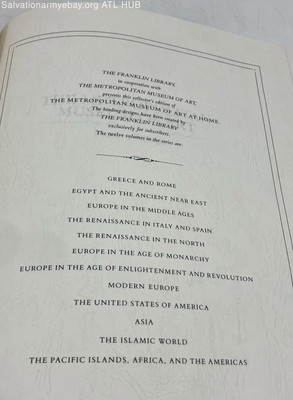 Salvationarmyebay.org ATL HUB
THE FRANKLIN LIBRARY,
in cooperation with
THE METROPOLITAN MUSEUM OF ART,
presents this collector's edition of
THE METROPOLITAN MUSEUM OF ART AT HOME.
The binding designs have been created by
THE FRANKLIN LIBRARY
exclusively for subscribers.
The twelve volumes in the series are:
GREECE AND ROME
EGYPT AND THE ANCIENT NEAR EAST
EUROPE IN THE MIDDLE AGES
THE RENAISSANCE IN ITALY AND SPAIN
THE RENAISSANCE IN THE NORTH
EUROPE IN THE AGE OF MONARCHY
EUROPE IN THE AGE OF ENLIGHTENMENT AND REVOLUTION
MODERN EUROPE
THE UNITED STATES OF AMERICA
ASIA
THE ISLAMIC WORLD
THE PACIFIC ISLANDS, AFRICA, AND THE AMERICAS